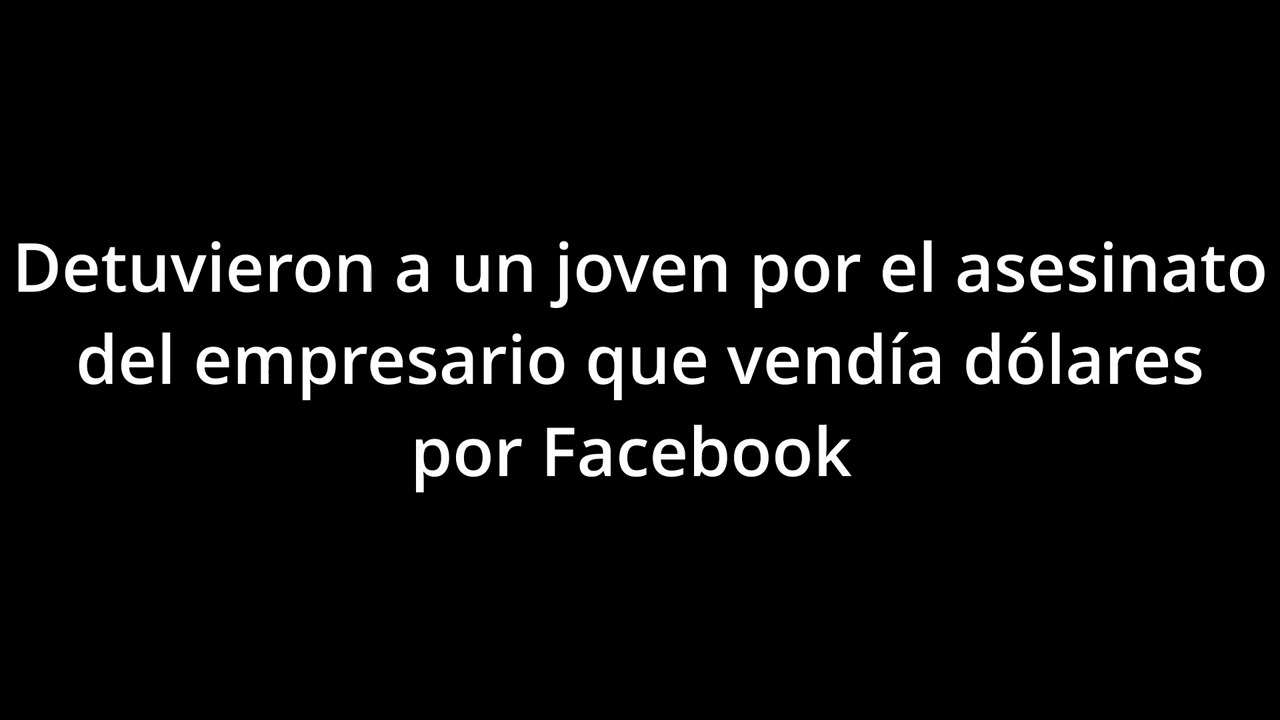 Detuvieron a un joven por el asesinato
del empresario que vendía dólares
por Facebook